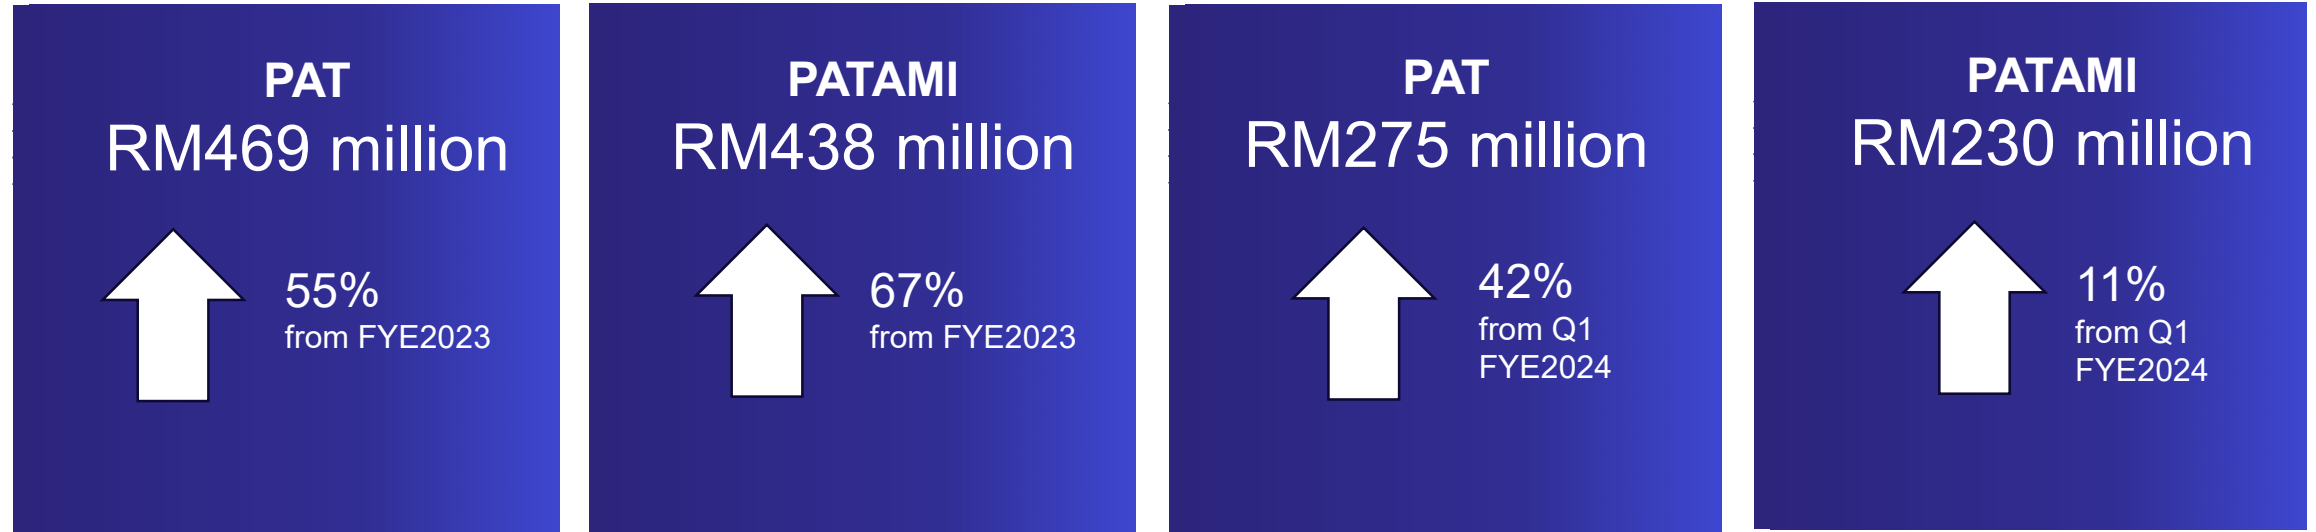 PAT
RM469 million
55%
from FYE2023
PATAMI
RM438 million
67%
from FYE2023
PAT
RM275 million
42%
from Q1
FYE2024
PATAMI
RM230 million
11%
from Q1
FYE2024